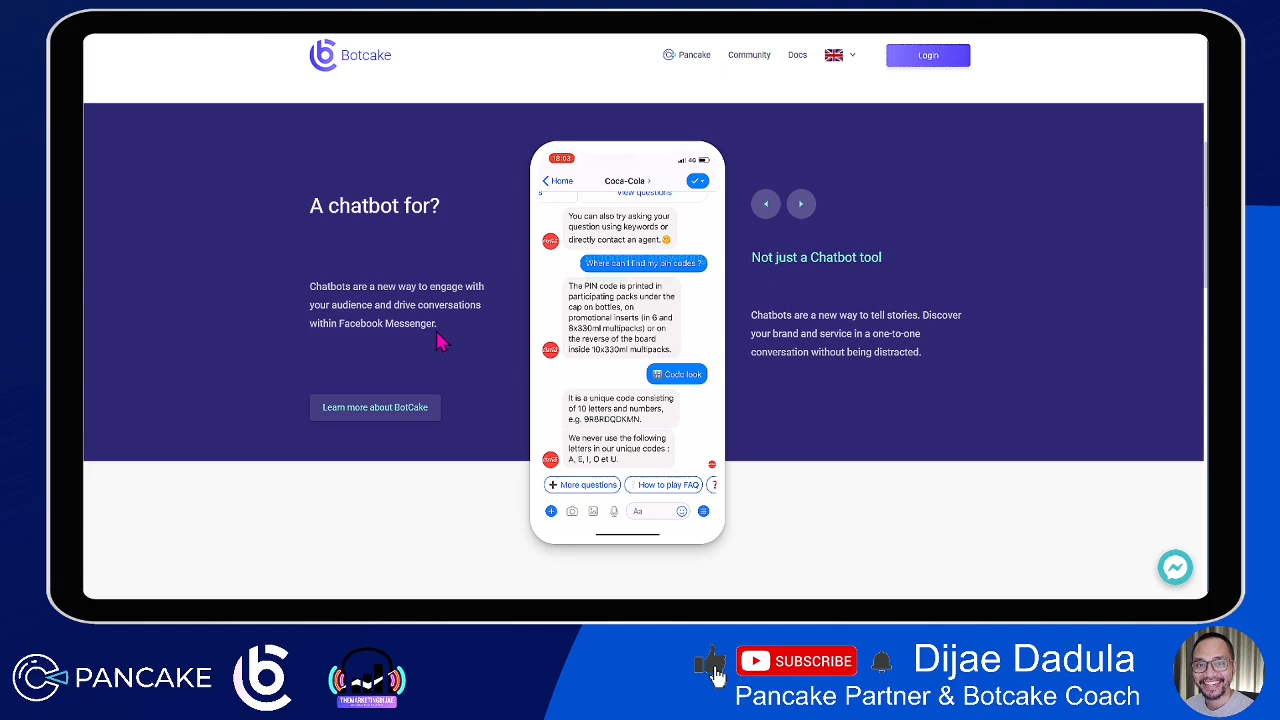 Botcake
Pancake
Community
Docs
Login
A chatbot for?
Chatbots are a new way to engage with
your audience and drive conversations
within Facebook Messenger.
Learn more about BotCake
18:03
4G
Home
Coca-Cola
View questions
You can also try asking your
question using keywords or
directly contact an agent.
Where can I find my pin codes ?
The PIN code is printed in
participating packs under the
cap on bottles, on
promotional inserts (in 6 and
8x330ml multipacks) or on
the reverse of the board
inside 10x330ml multipacks.
Code look
It is a unique code consisting
of 10 letters and numbers,
e.g. 9R8RDQDKMN.
We never use the following
letters in our unique codes :
A, E, I, O et U.
More questions
How to play FAQ
Aa
Not just a Chatbot tool
Chatbots are a new way to tell stories. Discover
your brand and service in a one-to-one
conversation without being distracted.
PANCAKE
THEMARKETINGDIJAE
SUBSCRIBE
Dijae Dadula
Pancake Partner & Botcake Coach